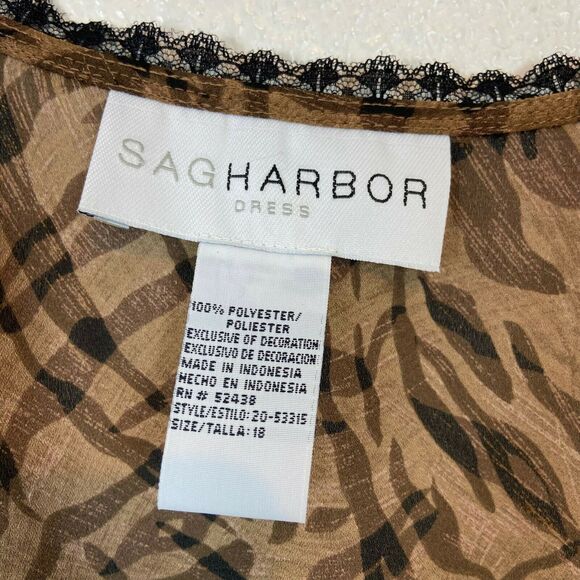 SAGHARBOR
DRESS
100% POLYESTER/
POLIESTER
EXCLUSIVE OF DECORATION
EXCLUSIVO DE DECORACION
MADE IN INDONESIA
HECHO EN INDONESIA
RN # 52438
STYLE/ESTILO: 20-53315
SIZE/TALLA: 18